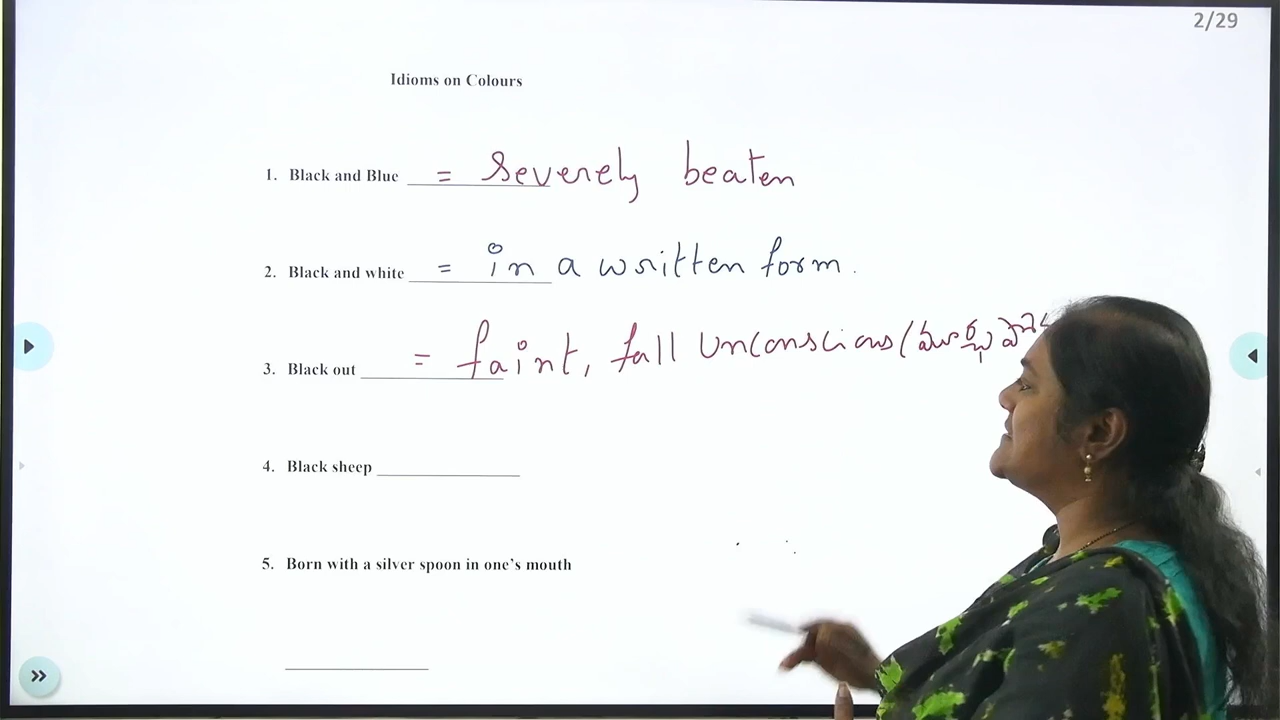 2/29
Idioms on Colours
1. Black and Blue = Severely beaten
2. Black and white = in a written form.
3. Black out = faint, fall Unconscious (
4. Black sheep
5. Born with a silver spoon in one's mouth